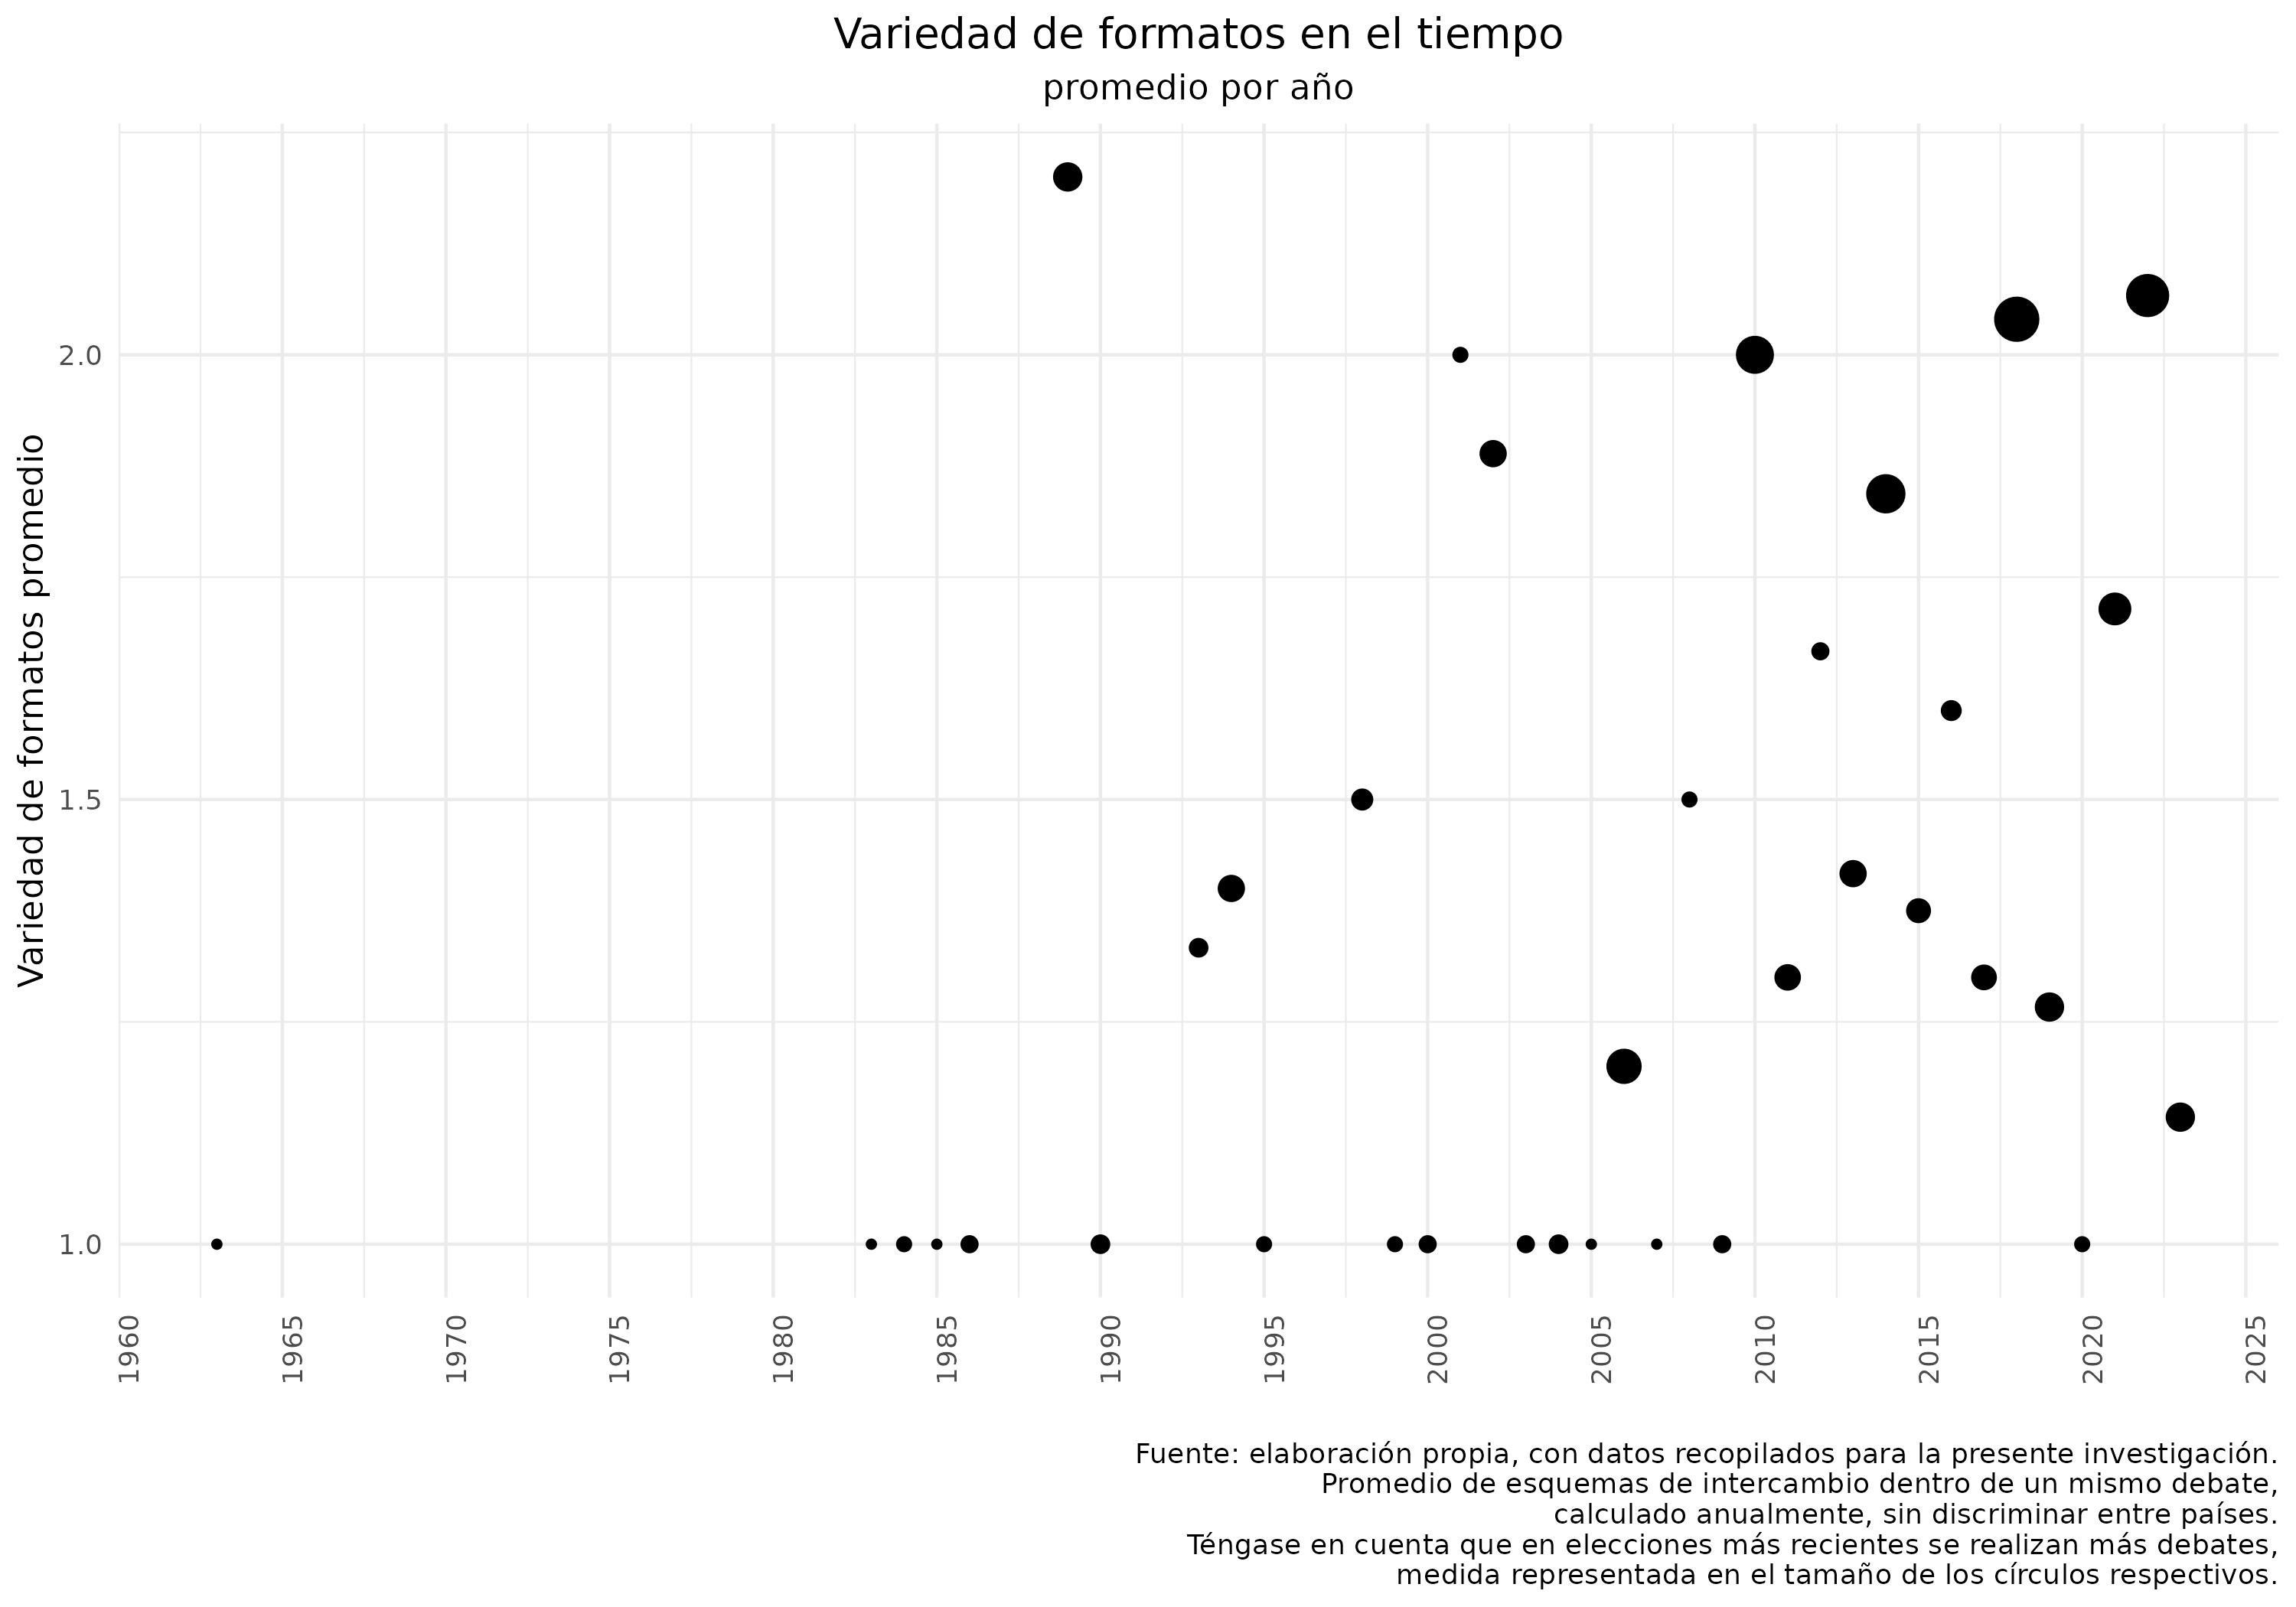 Variedad de formatos en el tiempo
promedio por año
Variedad de formatos promedio
2.0
1.5
1.0
1960
1965
1970
1975
1980
1985
1990
1995
2000
2005
2010
2015
2020
2025
Fuente: elaboración propia, con datos recopilados para la presente investigación.
Promedio de esquemas de intercambio dentro de un mismo debate,
calculado anualmente, sin discriminar entre países.
Téngase en cuenta que en elecciones más recientes se realizan más debates,
medida representada en el tamaño de los círculos respectivos.